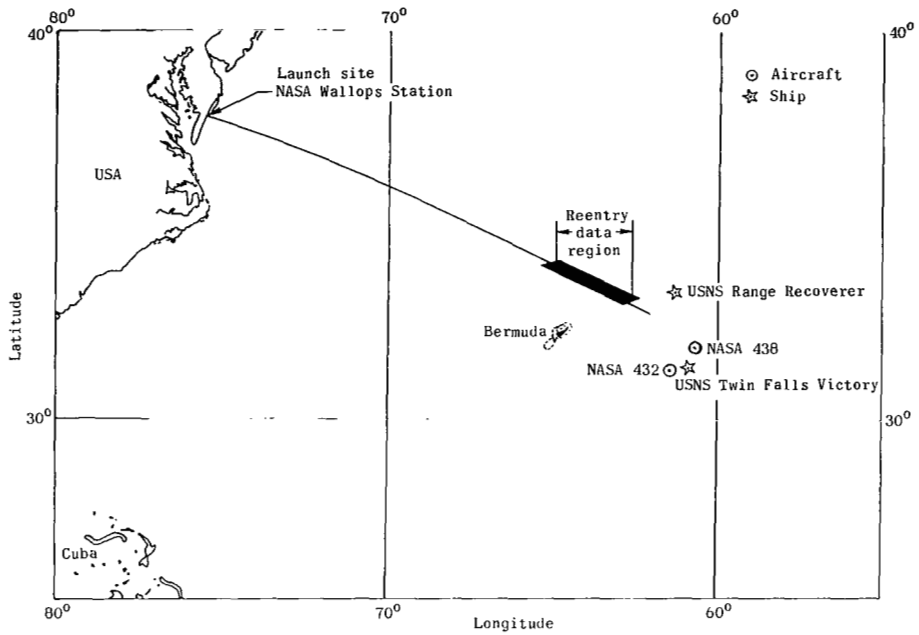 80°
70°
60°
40°
40°
Aircraft
Ship
Launch site
NASA Wallops Station
USA
Reentry
data
region
USNS Range Recoverer
Bermuda
NASA 438
NASA 432
USNS Twin Falls Victory
Latitude
30°
30°
Cuba
80°
70°
60°
Longitude